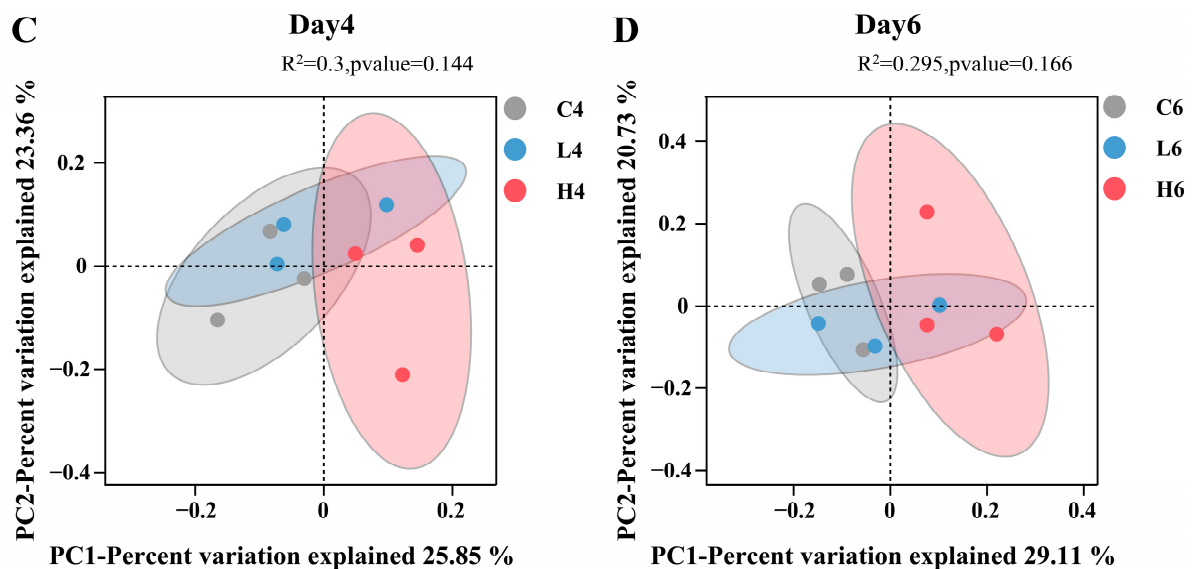 C
Day4
R²=0.3,pvalue=0.144
PC2-Percent variation explained 23.36 %
0.2
0
−0.2
−0.4
−0.2
0
0.2
PC1-Percent variation explained 25.85 %
C4
L4
H4
D
Day6
R²=0.295,pvalue=0.166
PC2-Percent variation explained 20.73 %
0.4
0.2
0
−0.2
−0.4
−0.2
0
0.2
0.4
PC1-Percent variation explained 29.11 %
C6
L6
H6